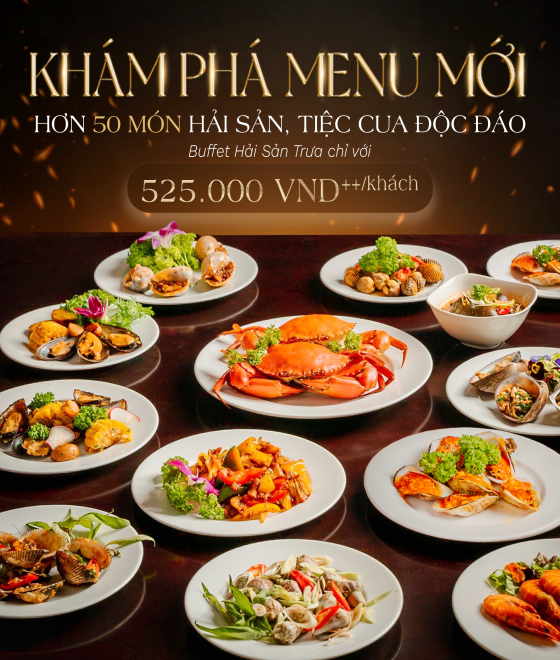 KHÁM PHÁ MENU MỚI
HƠN 50 MÓN HẢI SẢN, TIỆC CUA ĐỘC ĐÁO
Buffet Hải Sản Trưa chỉ với
525.000 VND++/khách